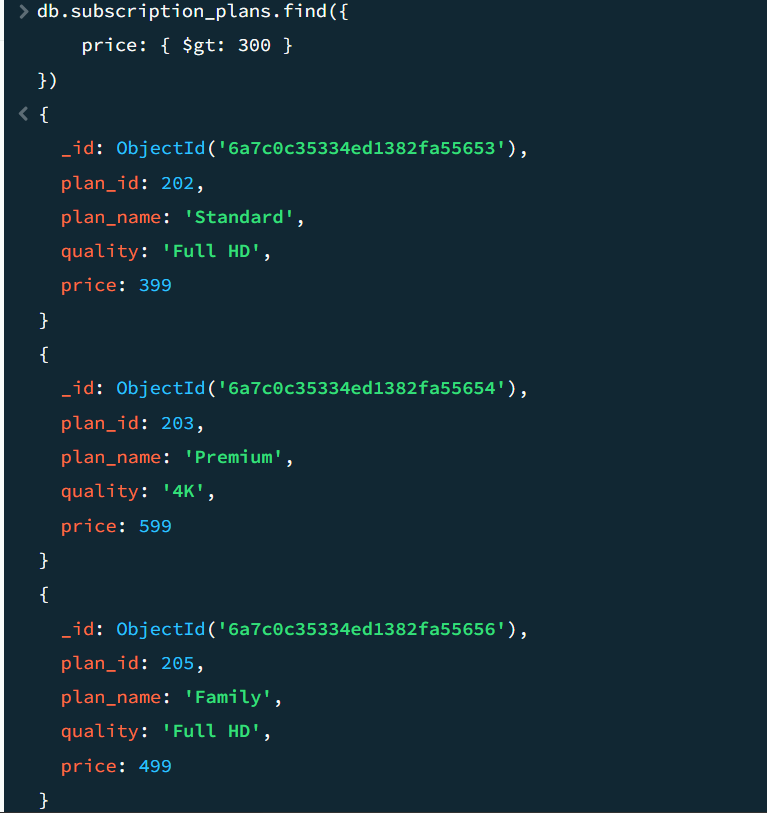 > db.subscription_plans.find({
    price: { $gt: 300 }
})
< {
  _id: ObjectId('6a7c0c35334ed1382fa55653'),
  plan_id: 202,
  plan_name: 'Standard',
  quality: 'Full HD',
  price: 399
}
{
  _id: ObjectId('6a7c0c35334ed1382fa55654'),
  plan_id: 203,
  plan_name: 'Premium',
  quality: '4K',
  price: 599
}
{
  _id: ObjectId('6a7c0c35334ed1382fa55656'),
  plan_id: 205,
  plan_name: 'Family',
  quality: 'Full HD',
  price: 499
}